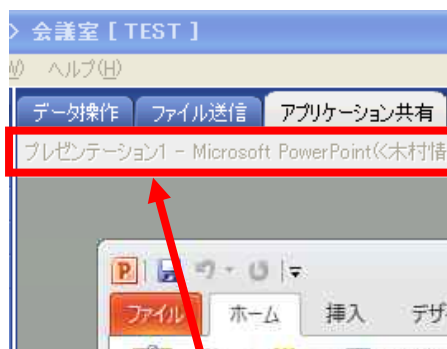 会議室 [ TEST ]
ヘルプ(H)
データ操作 ファイル送信 アプリケーション共有
プレゼンテーション1 - Microsoft PowerPoint(<木村情
P
ファイル ホーム 挿入 デザ